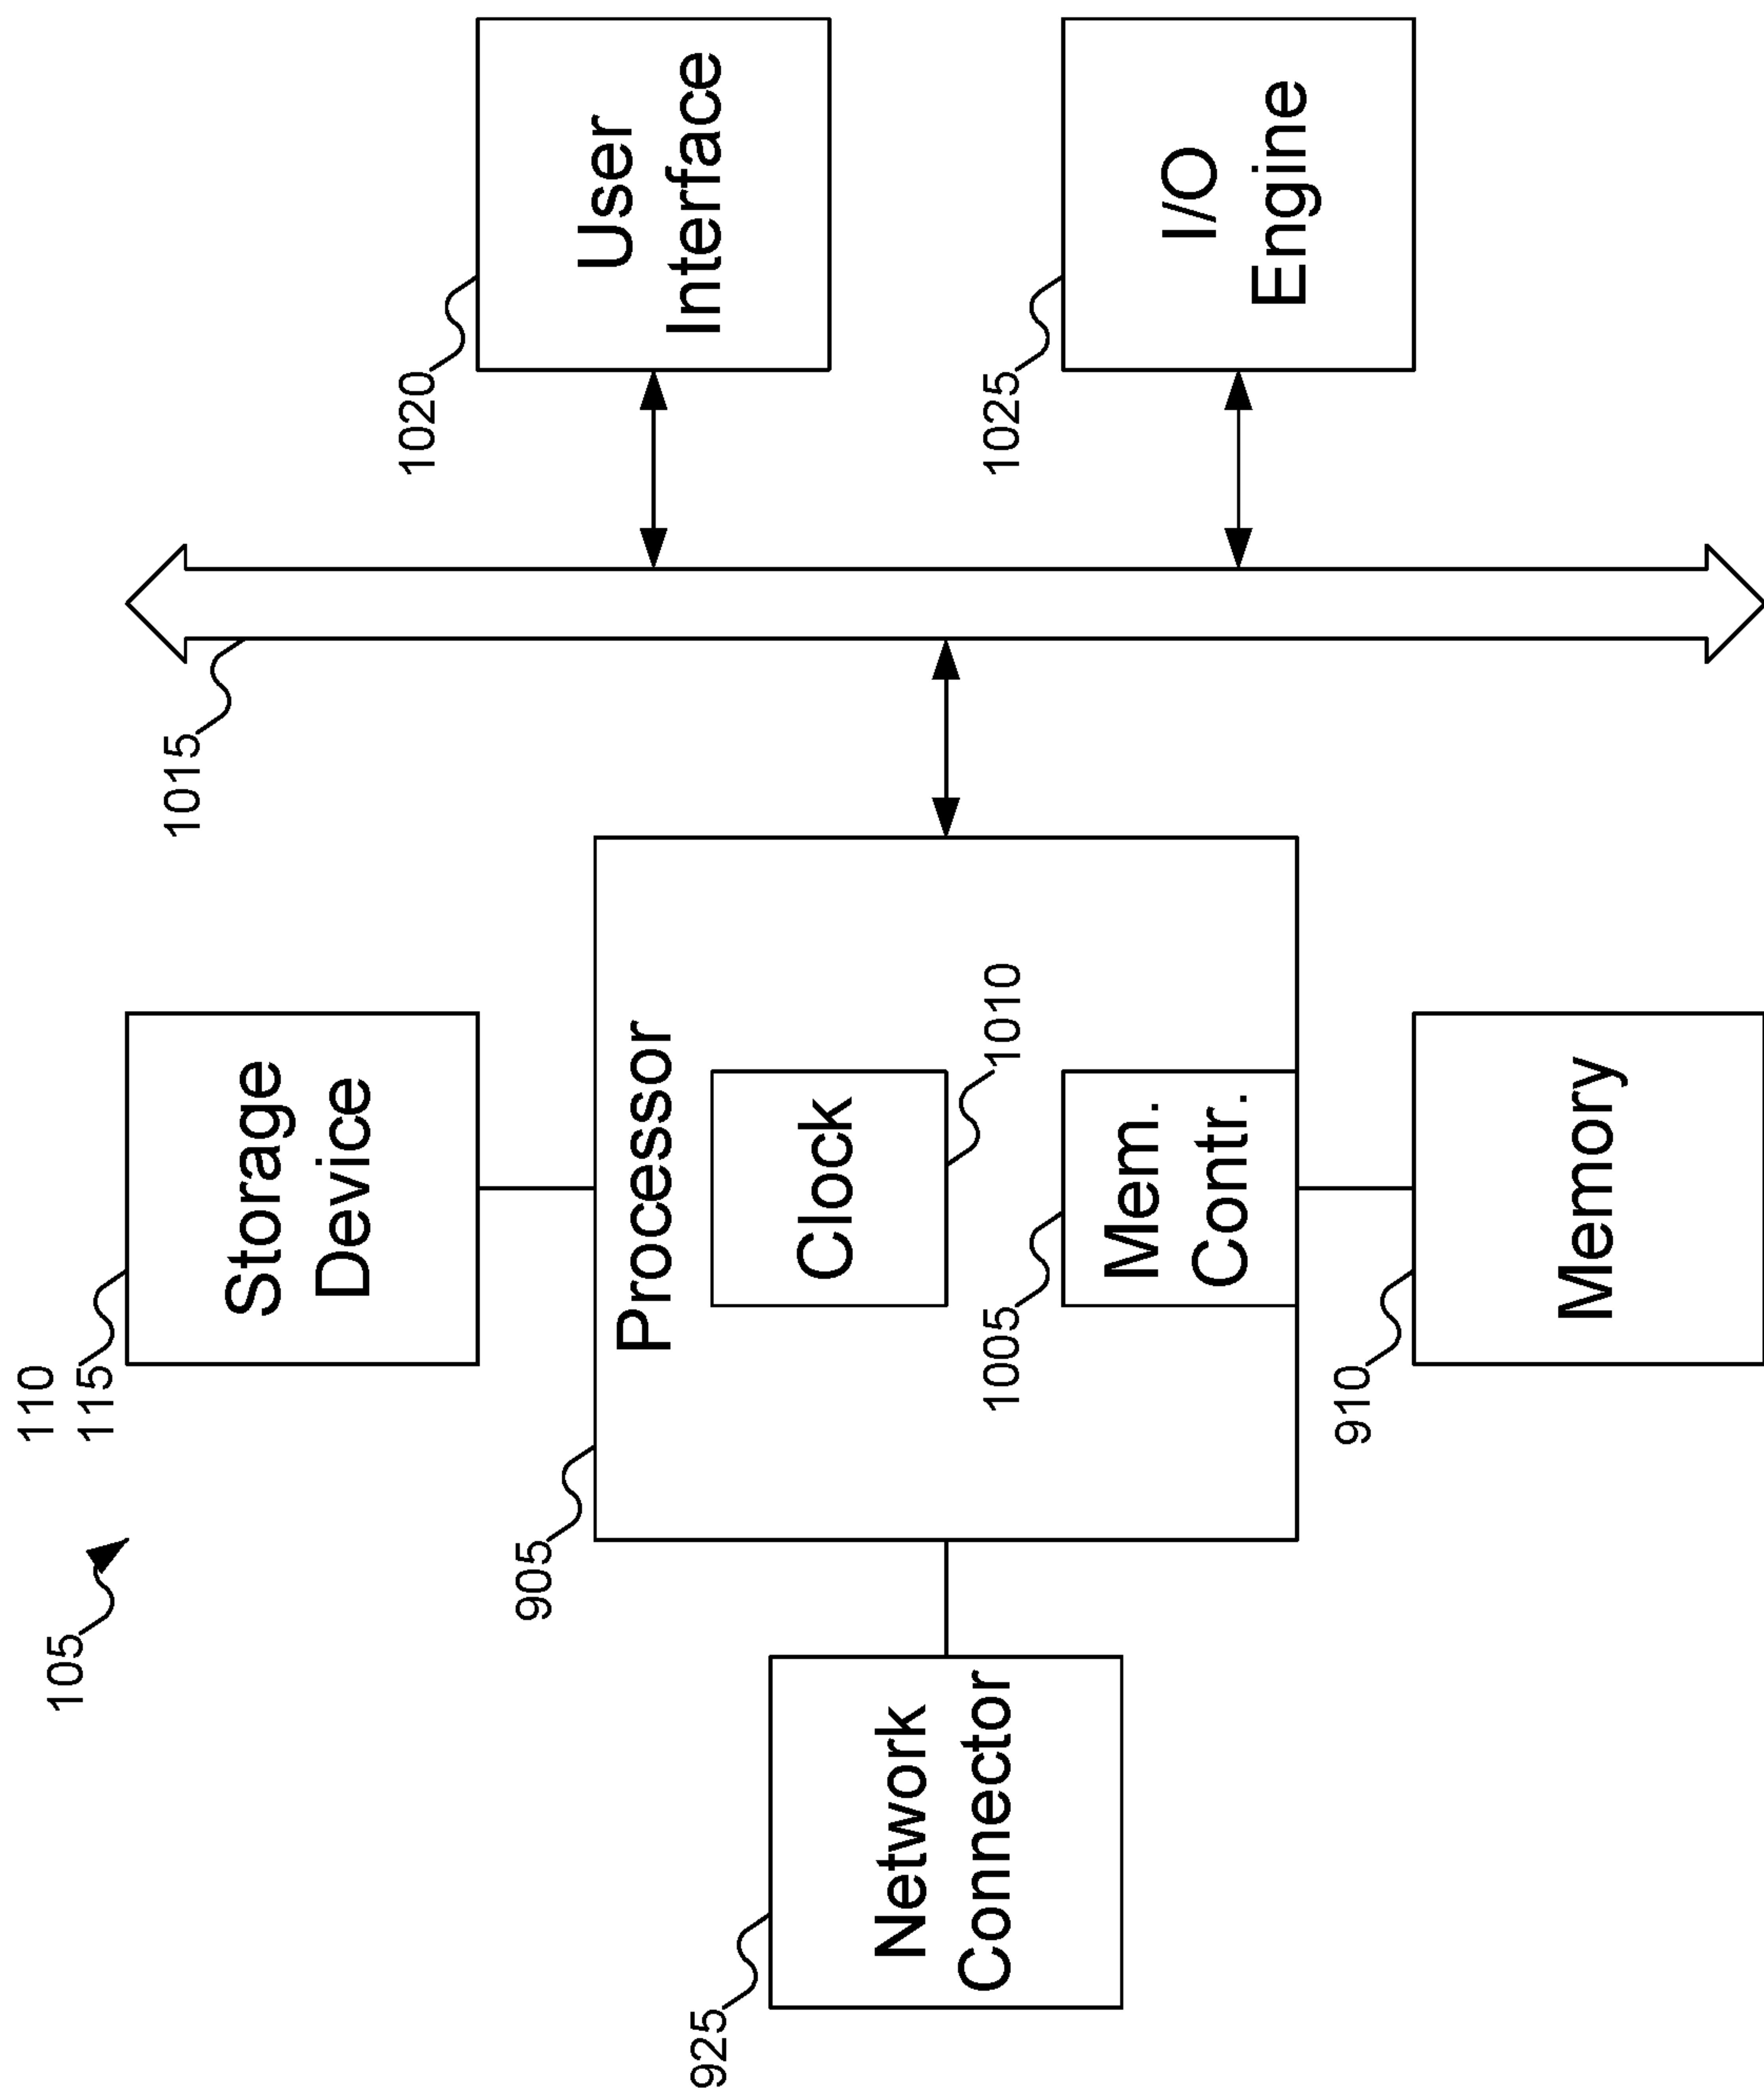 105
110
115
1015
Storage
Device
1020
User
Interface
905
Processor
925
Network
Connector
Clock
1010
1005
Mem.
Contr.
1025
I/O
Engine
910
Memory